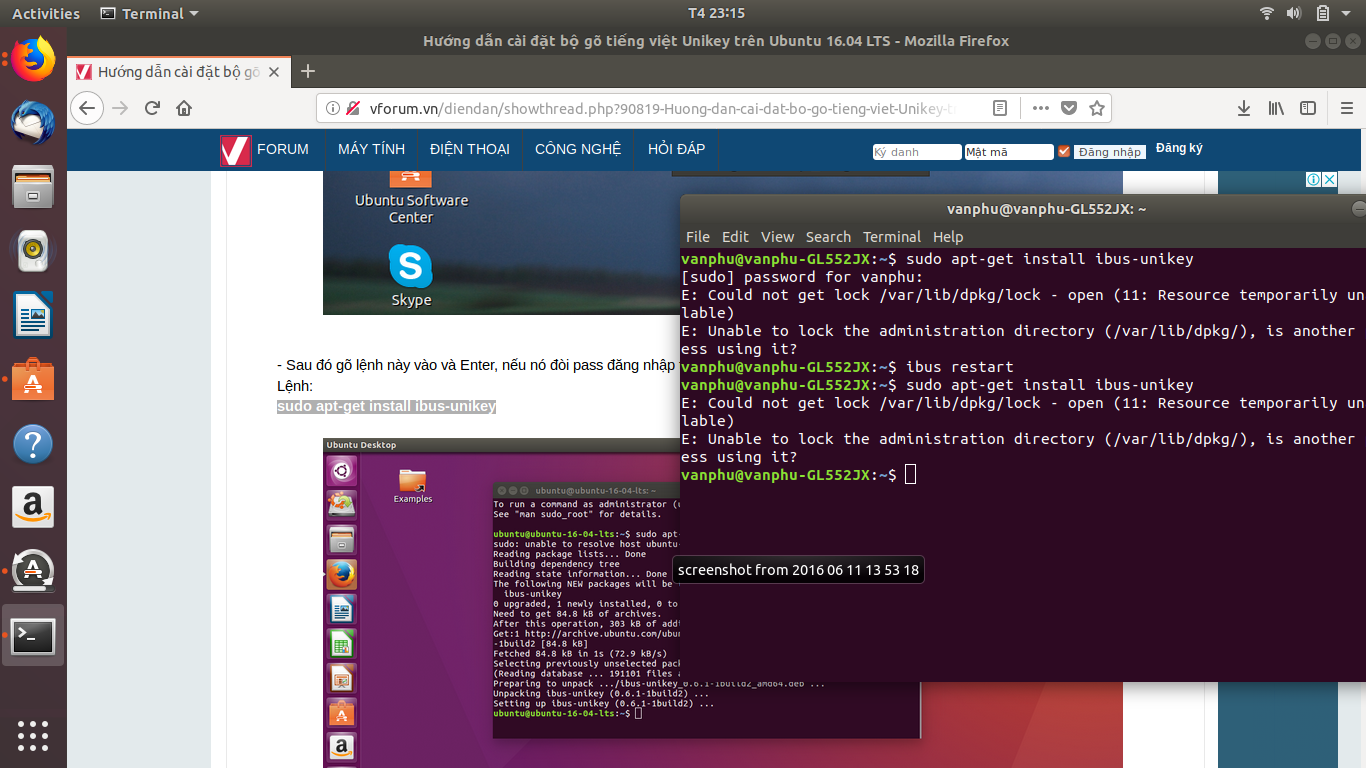 Activities
Terminal
T4 23:15
Hướng dẫn cài đặt bộ gõ tiếng việt Unikey trên Ubuntu 16.04 LTS - Mozilla Firefox
Hướng dẫn cài đặt bộ gõ
vforum.vn/diendan/showthread.php?90819-Huong-dan-cai-dat-bo-go-tieng-viet-Unikey-t
V FORUM
MÁY TÍNH
ĐIỆN THOẠI
CÔNG NGHỆ
HỎI ĐÁP
Ký danh
Mật mã
Đăng nhập
Đăng ký
Ubuntu Software
Center
Skype
- Sau đó gõ lệnh này vào và Enter, nếu nó đòi pass đăng nhập
Lệnh:
sudo apt-get install ibus-unikey
Ubuntu Desktop
Examples
ubuntu@ubuntu-16-04-lts: ~
To run a command as administrator (
See "man sudo_root" for details.
ubuntu@ubuntu-16-04-lts:~$ sudo apt-
sudo: unable to resolve host ubuntu-
Reading package lists... Done
Building dependency tree
Reading state information... Done
The following NEW packages will be
ibus-unikey
0 upgraded, 1 newly installed, 0 to
Need to get 84.8 kB of archives.
After this operation, 303 kB of
Get:1 http://archive.ubuntu.com/ubun
-1build2 [84.8 kB]
Fetched 84.8 kB in 1s (72.9 kB/s)
Selecting previously unselected pack
(Reading database ... 191101 files
Preparing to unpack .../ibus-unikey_0.6.1-1build2_amd64.deb ...
Unpacking ibus-unikey (0.6.1-1build2) ...
Setting up ibus-unikey (0.6.1-1build2) ...
ubuntu@ubuntu-16-04-lts:~$
vanphu@vanphu-GL552JX: ~
File Edit View Search Terminal Help
vanphu@vanphu-GL552JX:~$ sudo apt-get install ibus-unikey
[sudo] password for vanphu:
E: Could not get lock /var/lib/dpkg/lock - open (11: Resource temporarily un
lable)
E: Unable to lock the administration directory (/var/lib/dpkg/), is another
ess using it?
vanphu@vanphu-GL552JX:~$ ibus restart
vanphu@vanphu-GL552JX:~$ sudo apt-get install ibus-unikey
E: Could not get lock /var/lib/dpkg/lock - open (11: Resource temporarily un
lable)
E: Unable to lock the administration directory (/var/lib/dpkg/), is another
ess using it?
vanphu@vanphu-GL552JX:~$
screenshot from 2016 06 11 13 53 18